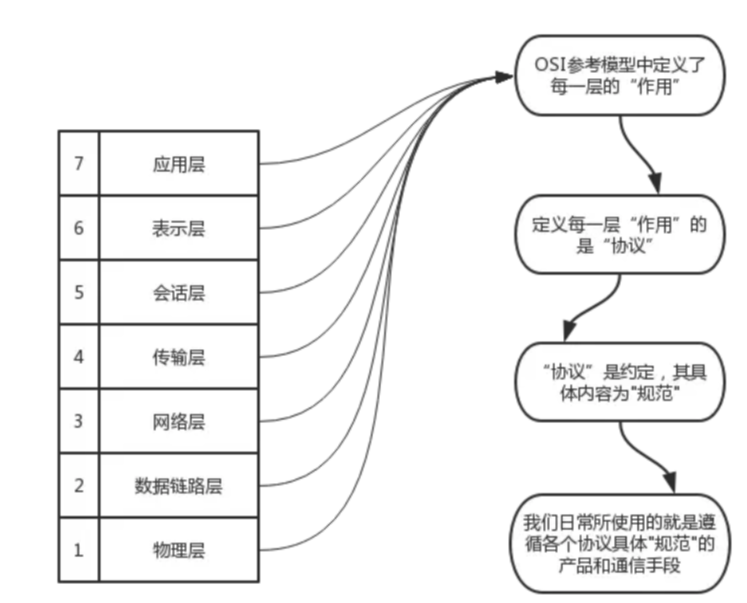 7 应用层
6 表示层
5 会话层
4 传输层
3 网络层
2 数据链路层
1 物理层
OSI参考模型中定义了
每一层的“作用”
定义每一层“作用”的
是“协议”
“协议”是约定，其具
体内容为"规范"
我们日常所使用的就是遵
循各个协议具体"规范"的
产品和通信手段